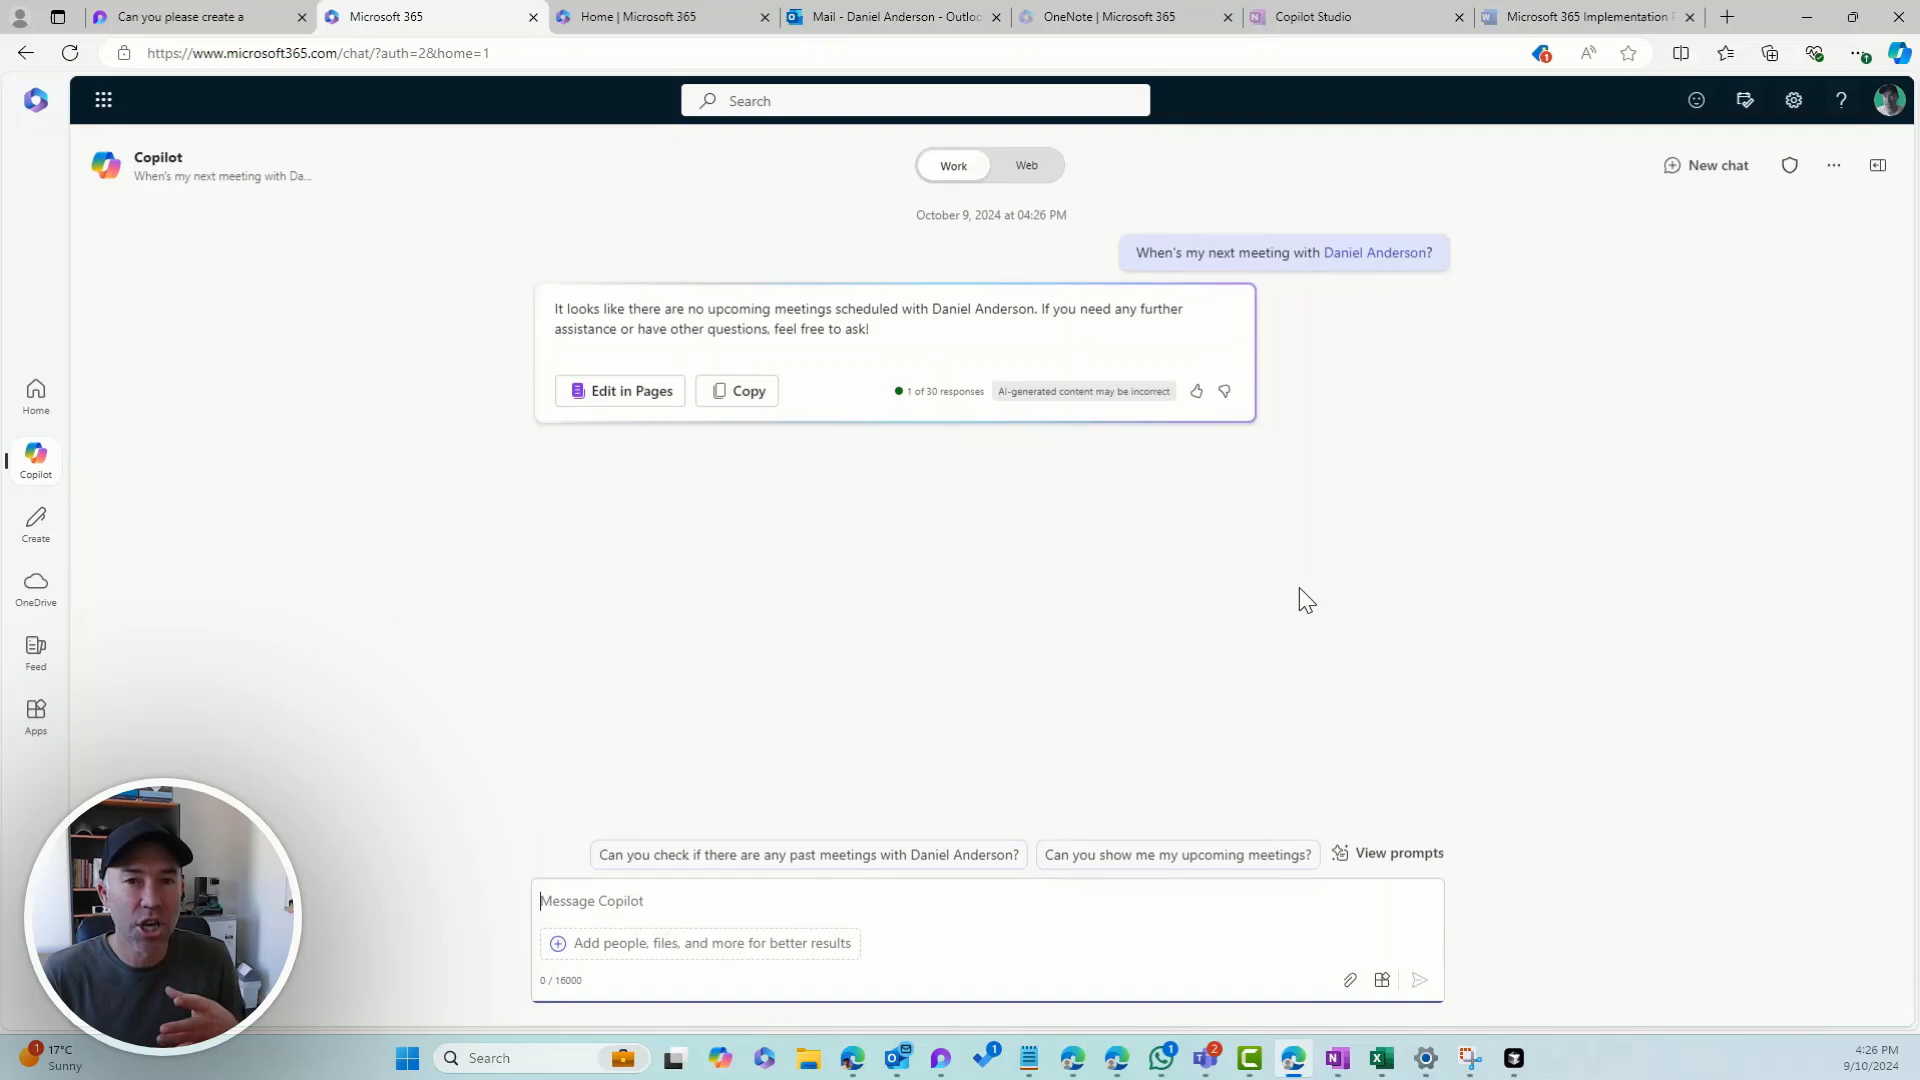 Can you please create a
Microsoft 365
Home | Microsoft 365
Mail - Daniel Anderson - Outloo
OneNote | Microsoft 365
Copilot Studio
Microsoft 365 Implementation P
https://www.microsoft365.com/chat/?auth=2&home=1
Search
Copilot
When's my next meeting with Da...
Work
Web
New chat
October 9, 2024 at 04:26 PM
When's my next meeting with Daniel Anderson?
It looks like there are no upcoming meetings scheduled with Daniel Anderson. If you need any further
assistance or have other questions, feel free to ask!
Edit in Pages
Copy
1 of 30 responses
AI-generated content may be incorrect
Home
Copilot
Create
OneDrive
Feed
Apps
Can you check if there are any past meetings with Daniel Anderson?
Can you show me my upcoming meetings?
View prompts
Message Copilot
Add people, files, and more for better results
0 / 16000
1
17°C
Sunny
Search
1
1
2
4:26 PM
9/10/2024